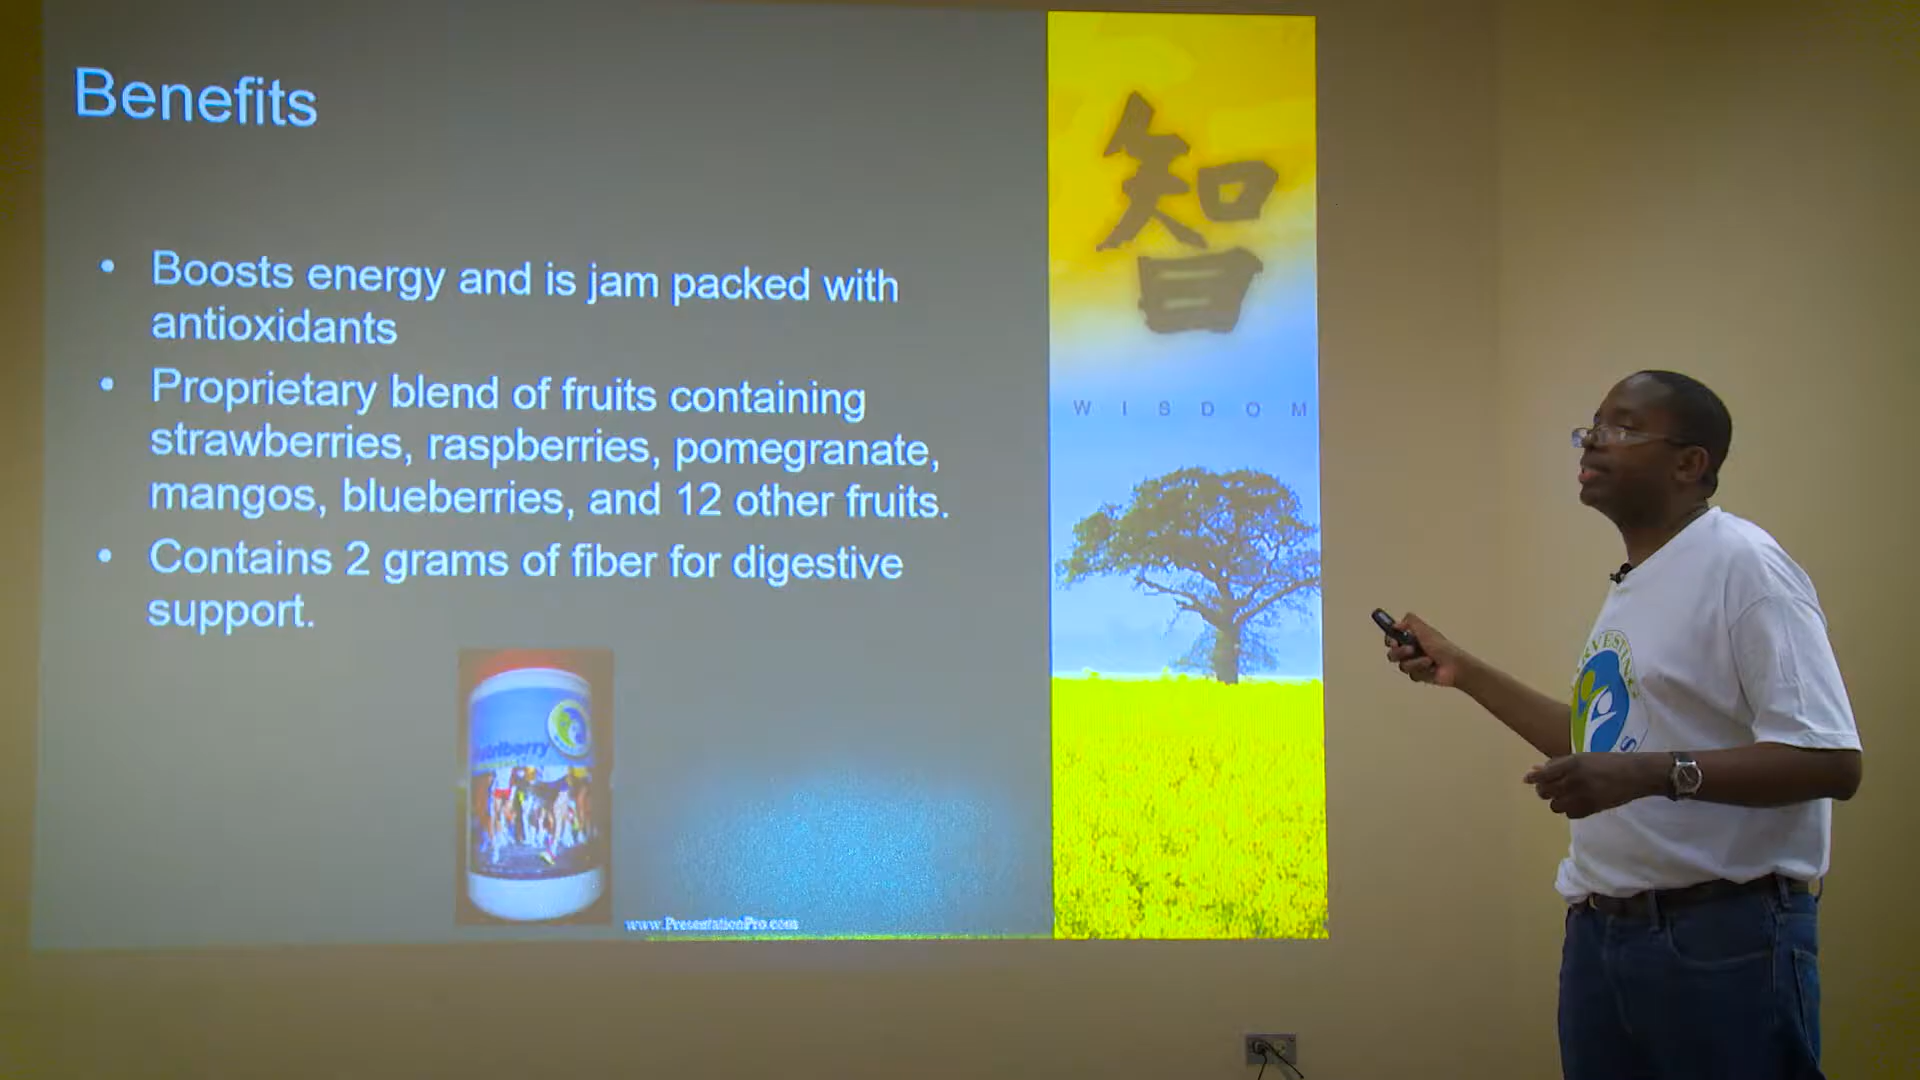 Benefits
• Boosts energy and is jam packed with
antioxidants
• Proprietary blend of fruits containing
strawberries, raspberries, pomegranate,
mangos, blueberries, and 12 other fruits.
• Contains 2 grams of fiber for digestive
support.
www.PresentationPro.com
智
WISDOM